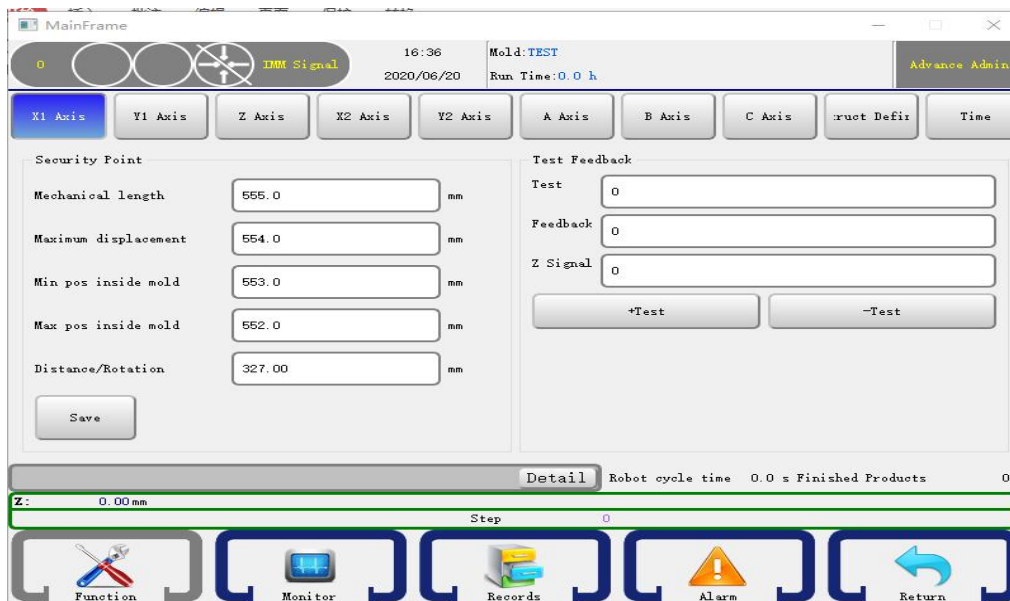 MainFrame
0 IMM Signal
16:36
2020/06/20
Mold:TEST
Run Time:0.0 h
Advance Admin
X1 Axis Y1 Axis Z Axis X2 Axis Y2 Axis A Axis B Axis C Axis ruct Defin Time
Security Point
Mechanical length 555.0 mm
Maximum displacement 554.0 mm
Min pos inside mold 553.0 mm
Max pos inside mold 552.0 mm
Distance/Rotation 327.00 mm
Save
Test Feedback
Test 0
Feedback 0
Z Signal 0
+Test -Test
Detail Robot cycle time 0.0 s Finished Products 0
Z: 0.00mm
Step 0
Function Monitor Records Alarm Return